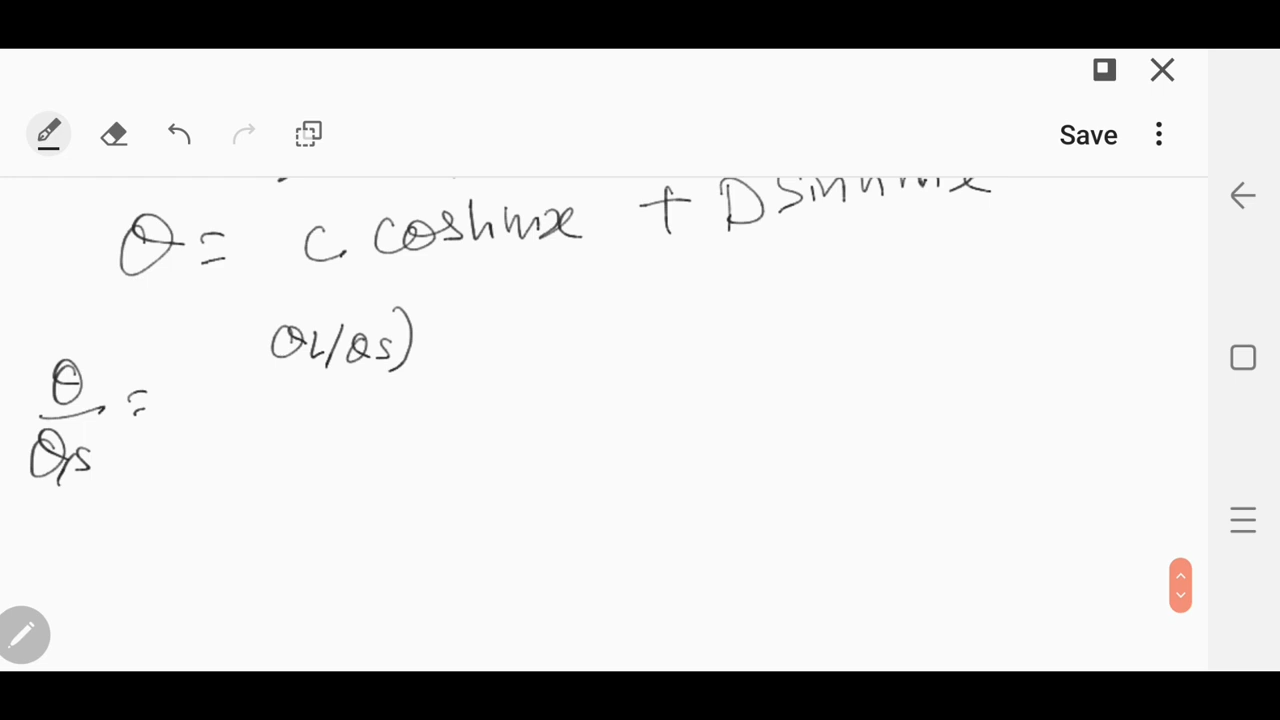 Save
θ = C coshmx + D sinhmx
θL/θs)
θ/θs =